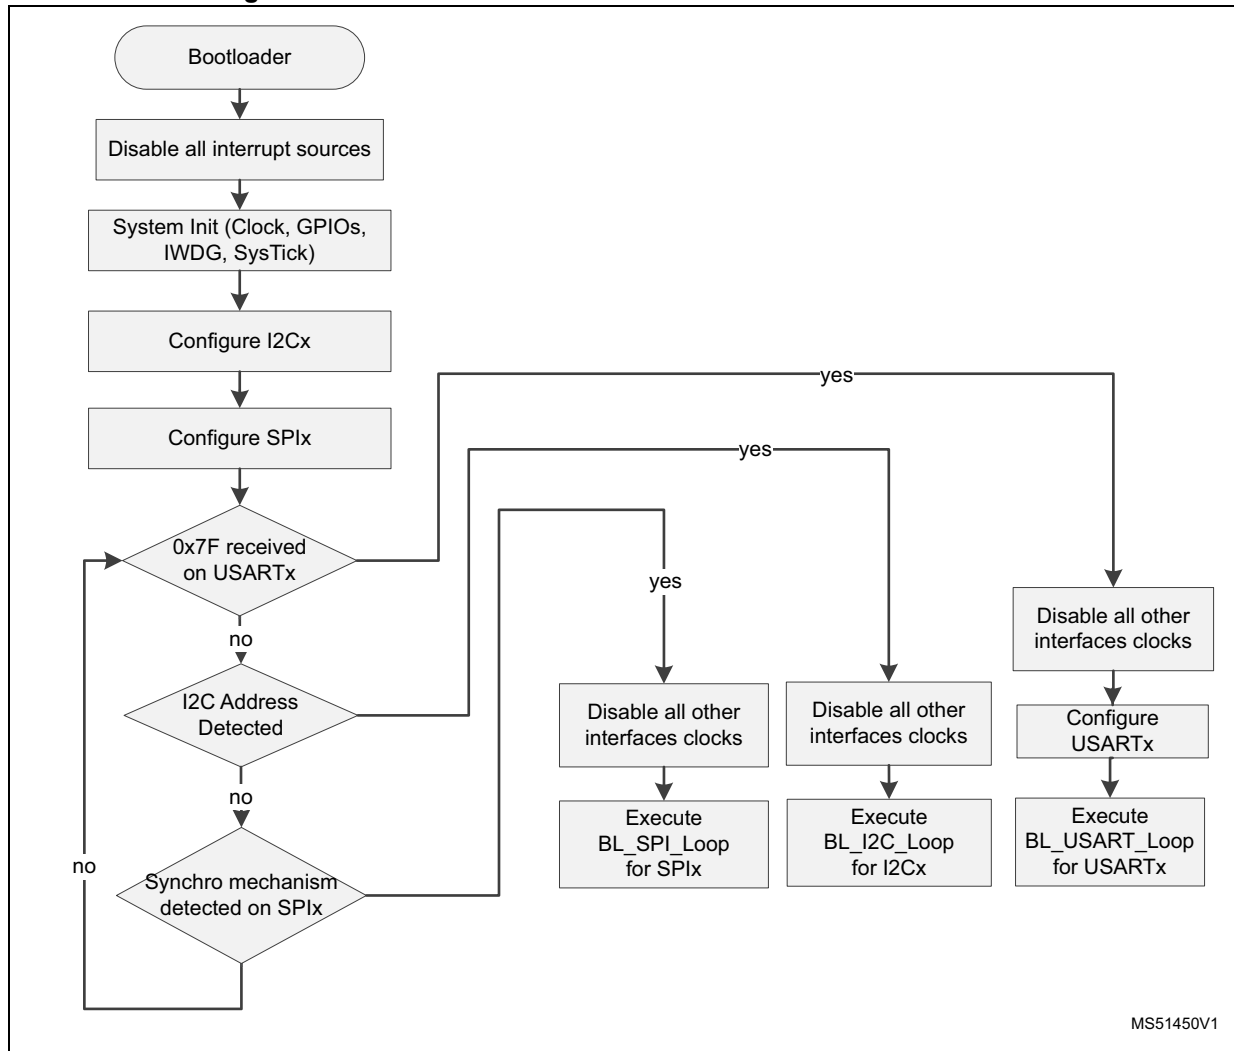 Bootloader
Disable all interrupt sources
System Init (Clock, GPIOs,
IWDG, SysTick)
Configure I2Cx
yes
Configure SPIx
yes
0x7F received
on USARTx
yes
no
Disable all other
interfaces clocks
I2C Address
Detected
Disable all other
interfaces clocks
Disable all other
interfaces clocks
Configure
USARTx
no
Execute
BL_SPI_Loop
for SPIx
Execute
BL_I2C_Loop
for I2Cx
Execute
BL_USART_Loop
for USARTx
no
Synchro mechanism
detected on SPIx
MS51450V1